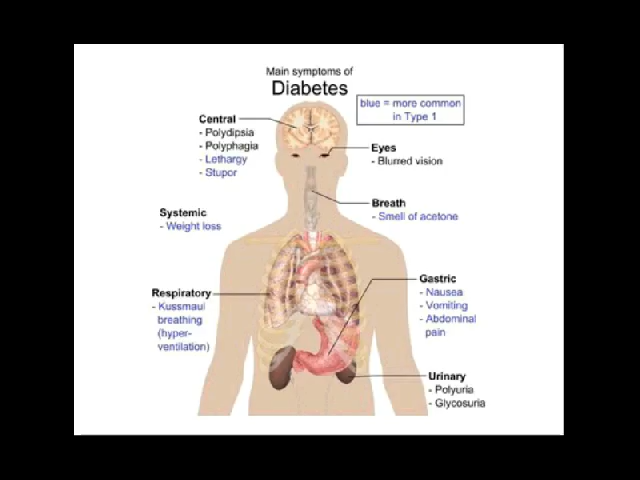 Main symptoms of
Diabetes
blue = more common
in Type 1
Central
- Polydipsia
- Polyphagia
- Lethargy
- Stupor
Eyes
- Blurred vision
Breath
- Smell of acetone
Systemic
- Weight loss
Respiratory
- Kussmaul
breathing
(hyper-
ventilation)
Gastric
- Nausea
- Vomiting
- Abdominal
pain
Urinary
- Polyuria
- Glycosuria